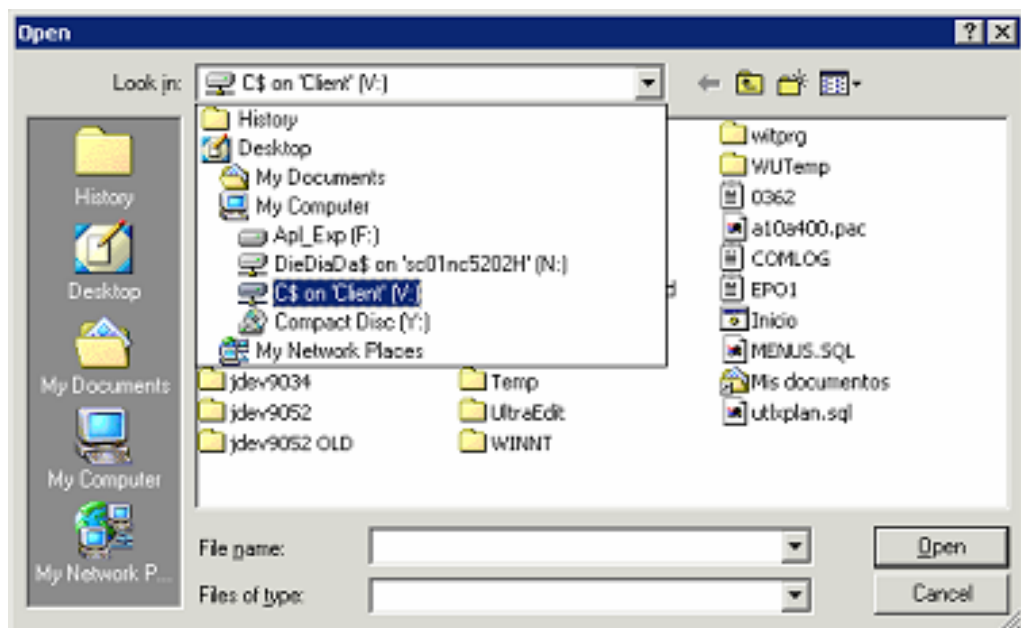 Open
Look in: C$ on 'Client' (V:)
History
Desktop
My Documents
My Computer
Apl_Exp (F:)
DieDiaDa$ on 'sc01nc5202H' (N:)
C$ on 'Client' (V:)
Compact Disc (Y:)
My Network Places
jdev9034
jdev9052
jdev9052 OLD
Temp
UltraEdit
WINNT
witprg
WUTemp
0362
a10a400.pac
COMLOG
EPO1
Inicio
MENUS.SQL
Mis documentos
utlxplan.sql
History
Desktop
My Documents
My Computer
My Network P...
File name:
Open
Files of type:
Cancel